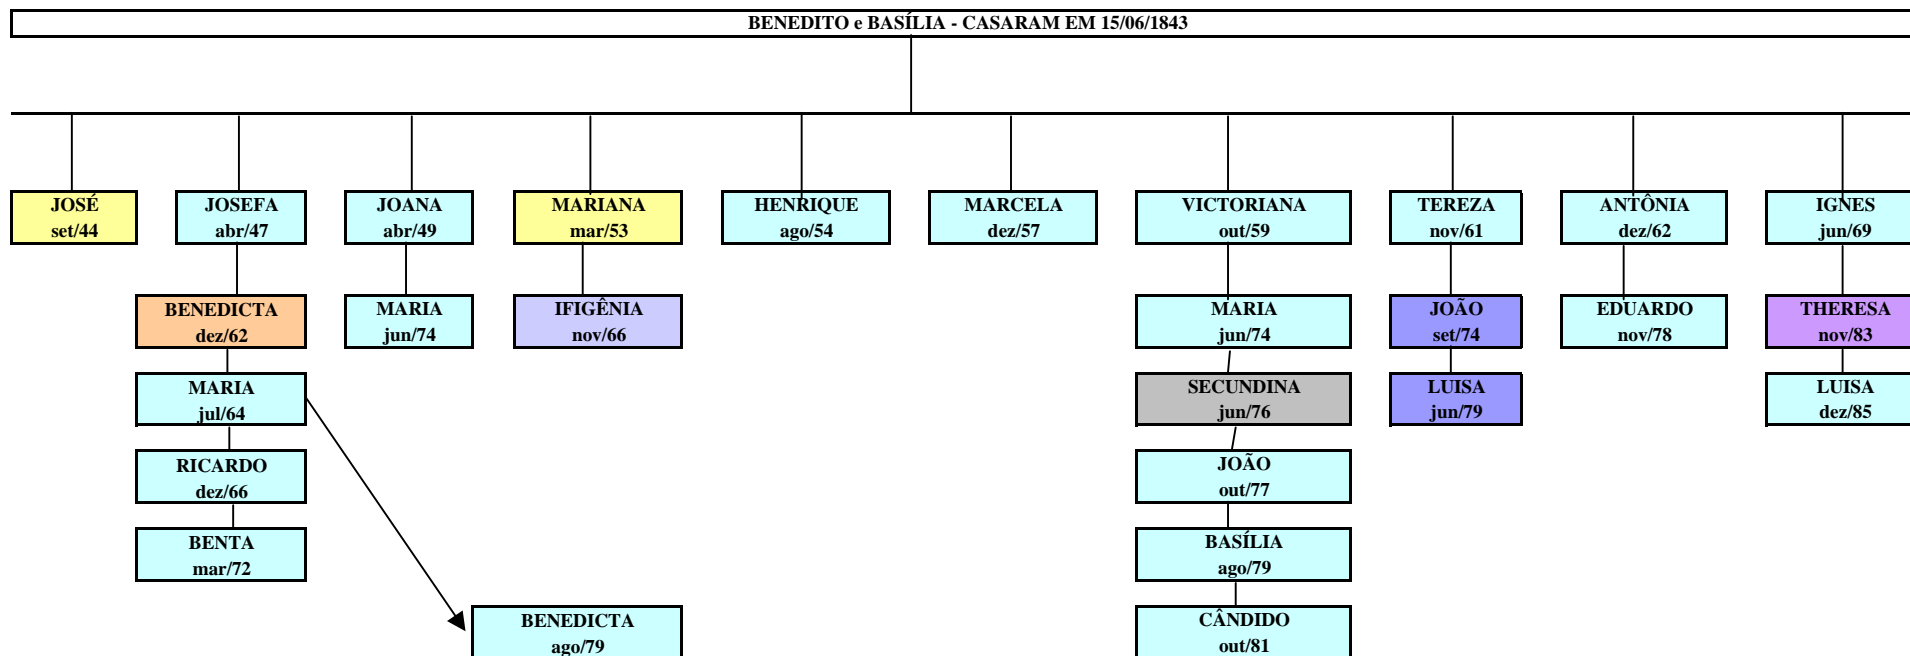 BENEDITO e BASÍLIA - CASARAM EM 15/06/1843
JOSÉ
set/44
JOSEFA
abr/47
JOANA
abr/49
MARIANA
mar/53
HENRIQUE
ago/54
MARCELA
dez/57
VICTORIANA
out/59
TEREZA
nov/61
ANTÔNIA
dez/62
IGNES
jun/69
BENEDICTA
dez/62
MARIA
jun/74
IFIGÊNIA
nov/66
MARIA
jun/74
JOÃO
set/74
EDUARDO
nov/78
THERESA
nov/83
MARIA
jul/64
SECUNDINA
jun/76
LUISA
jun/79
LUISA
dez/85
RICARDO
dez/66
JOÃO
out/77
BENTA
mar/72
BASÍLIA
ago/79
BENEDICTA
ago/79
CÂNDIDO
out/81